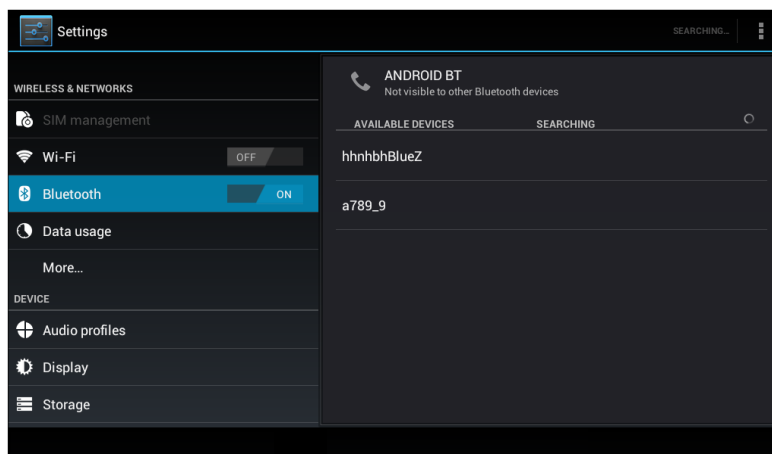 Settings
SEARCHING...
WIRELESS & NETWORKS
SIM management
Wi-Fi
OFF
Bluetooth
ON
Data usage
More...
DEVICE
Audio profiles
Display
Storage
ANDROID BT
Not visible to other Bluetooth devices
AVAILABLE DEVICES
SEARCHING
hhnhbhBlueZ
a789_9